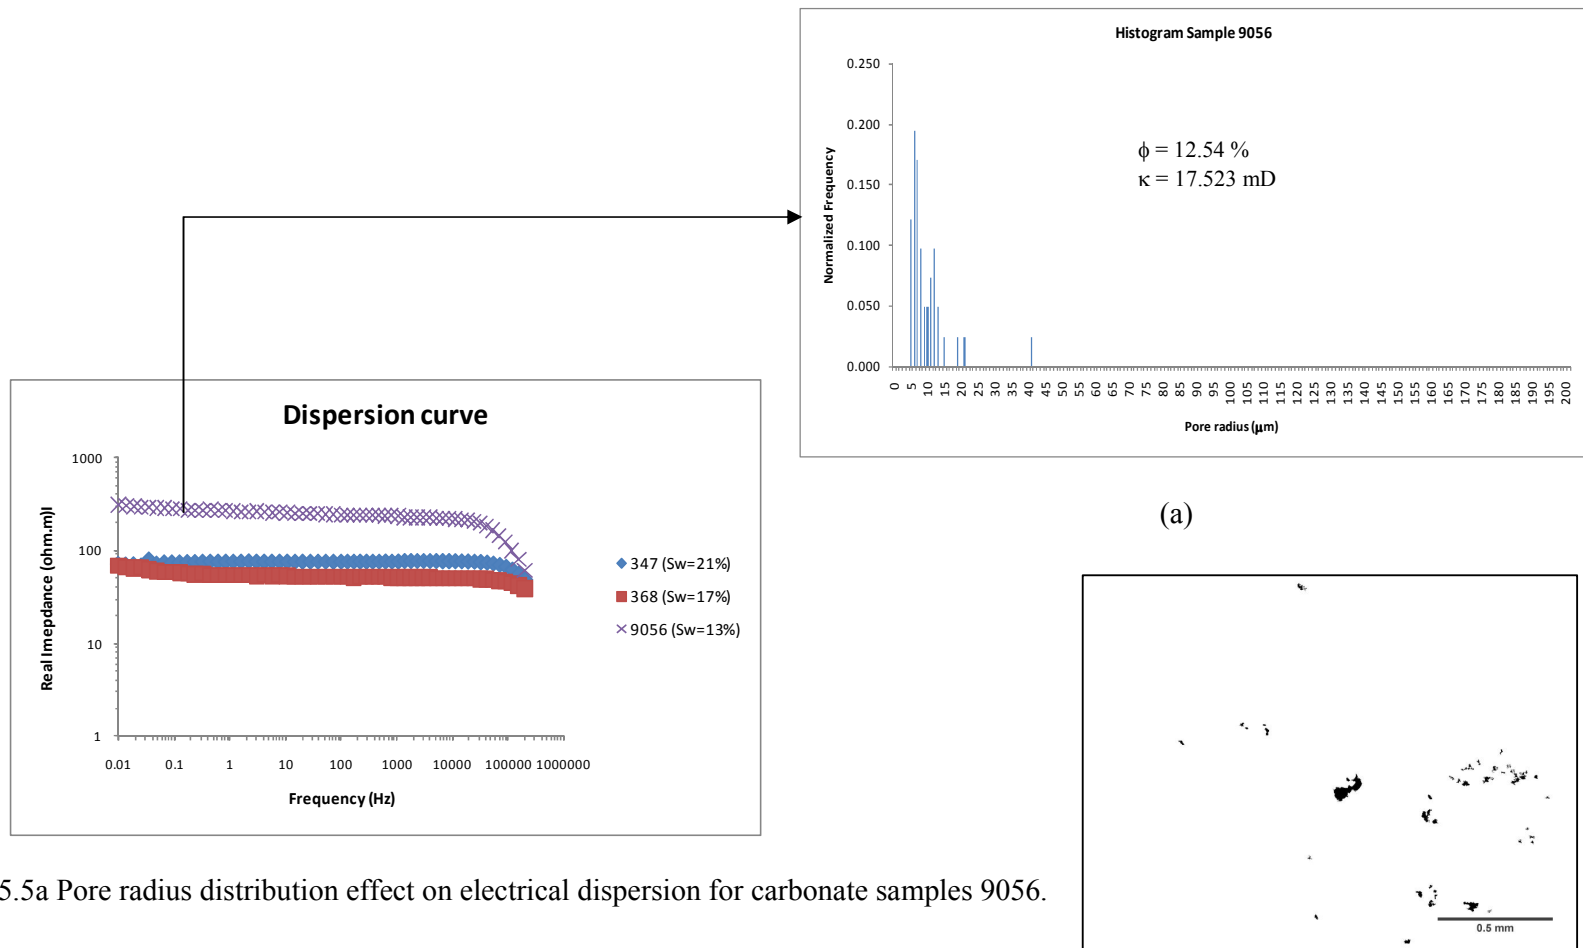 Histogram Sample 9056
Normalized Frequency
0.250
0.200
0.150
0.100
0.050
0.000
ϕ = 12.54 %
κ = 17.523 mD
0 5 10 15 20 25 30 35 40 45 50 55 60 65 70 75 80 85 90 95 100 105 110 115 120 125 130 135 140 145 150 155 160 165 170 175 180 185 190 195 200
Pore radius (μm)
(a)
Dispersion curve
Real Imepdance (ohm.m)l
1000
100
10
1
0.01 0.1 1 10 100 1000 10000 100000 1000000
Frequency (Hz)
347 (Sw=21%)
368 (Sw=17%)
9056 (Sw=13%)
0.5 mm
5.5a Pore radius distribution effect on electrical dispersion for carbonate samples 9056.